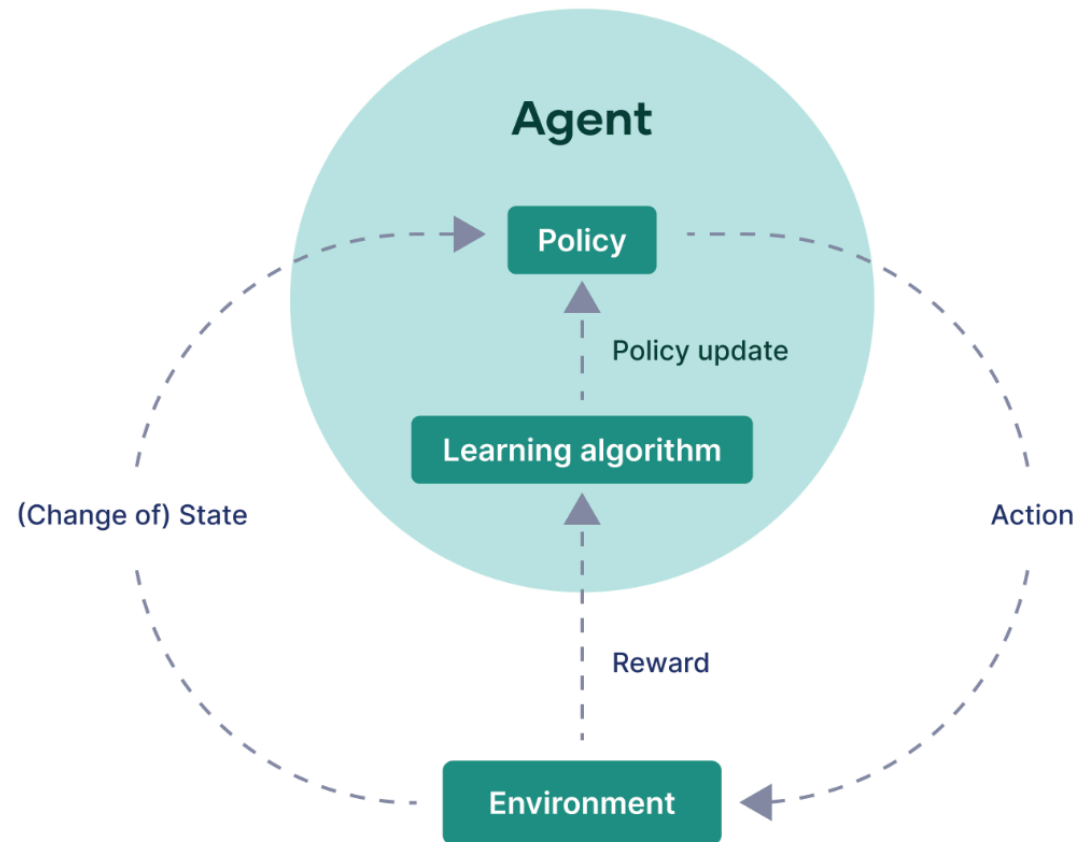 Agent
Policy
Policy update
Learning algorithm
(Change of) State
Action
Reward
Environment